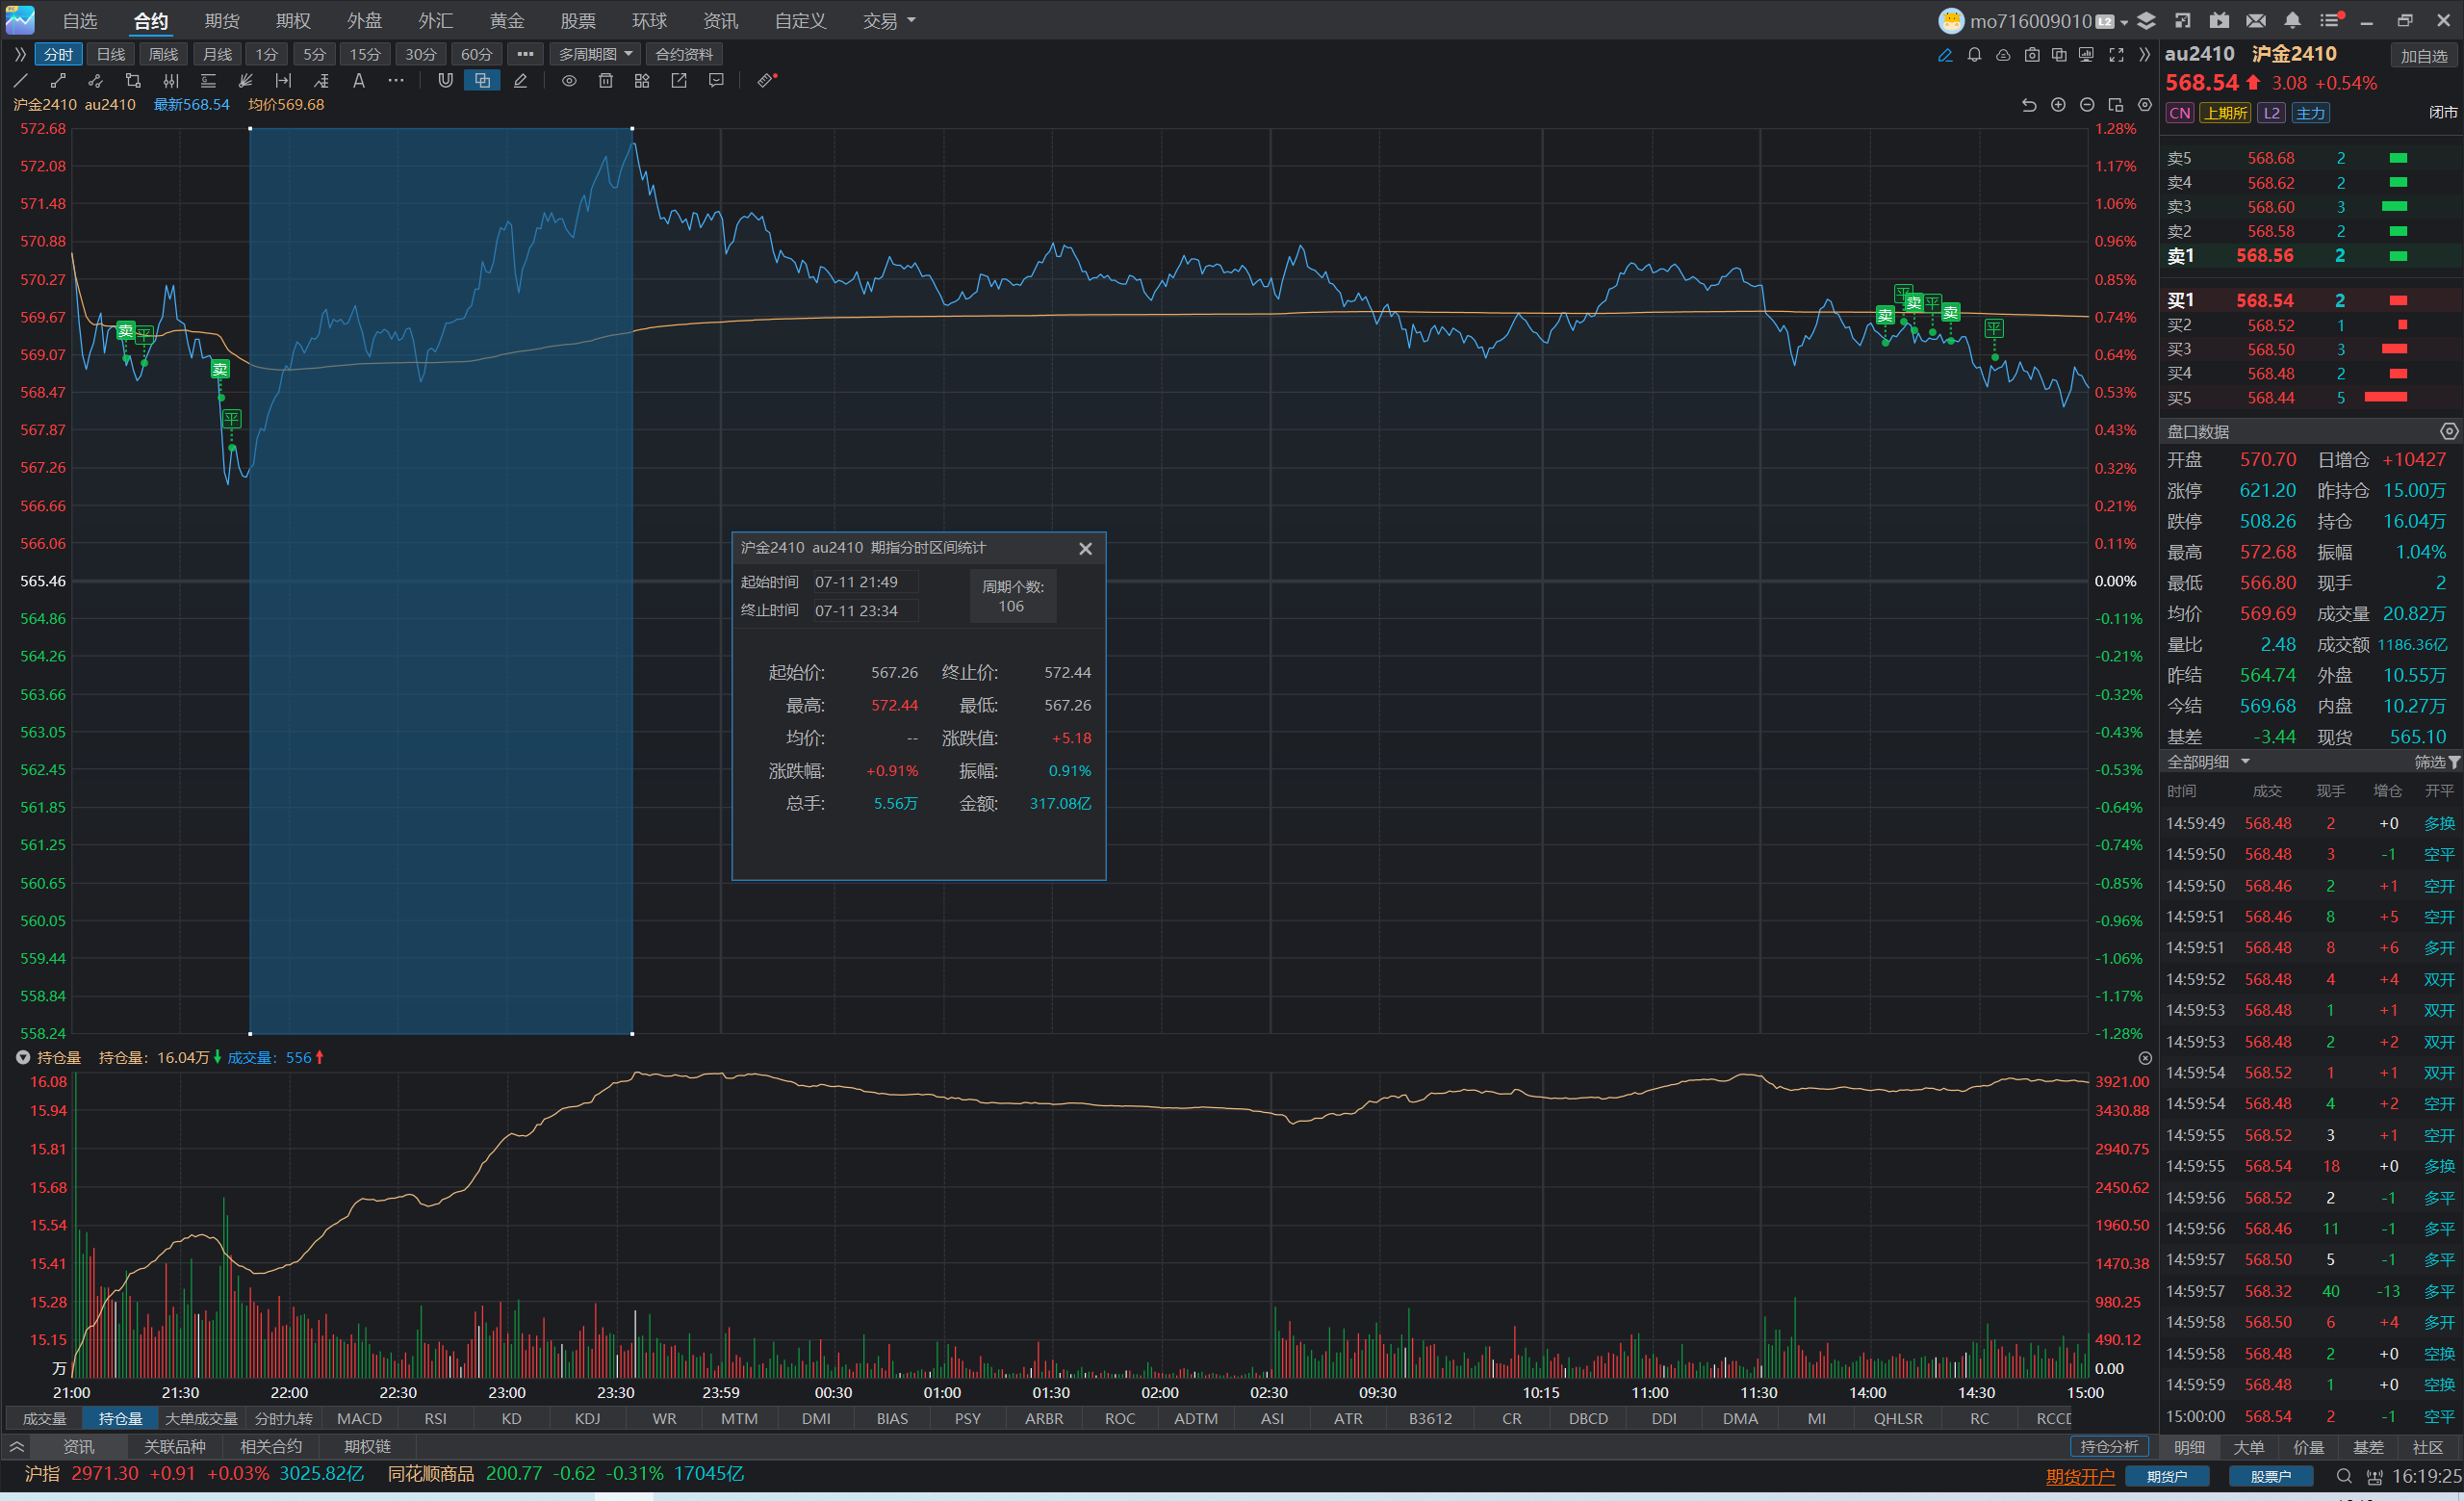 自选 合约 期货 期权 外盘 外汇 黄金 股票 环球 资讯 自定义 交易 mo716009010 L2
分时 日线 周线 月线 1分 5分 15分 30分 60分 ••• 多周期图 合约资料
沪金2410 au2410 最新568.54 均价569.68
572.68
572.08
571.48
570.88
570.27
569.67
569.07
568.47
567.87
567.26
566.66
566.06
565.46
564.86
564.26
563.66
563.05
562.45
561.85
561.25
560.65
560.05
559.44
558.84
558.24
卖 平
卖
平
平
卖 卖 平 卖
平
1.28%
1.17%
1.06%
0.96%
0.85%
0.74%
0.64%
0.53%
0.43%
0.32%
0.21%
0.11%
0.00%
-0.11%
-0.21%
-0.32%
-0.43%
-0.53%
-0.64%
-0.74%
-0.85%
-0.96%
-1.06%
-1.17%
-1.28%
沪金2410 au2410 期指分时区间统计
起始时间 07-11 21:49
终止时间 07-11 23:34
周期个数:
106
起始价: 567.26 终止价: 572.44
最高: 572.44 最低: 567.26
均价: -- 涨跌值: +5.18
涨跌幅: +0.91% 振幅: 0.91%
总手: 5.56万 金额: 317.08亿
持仓量 持仓量: 16.04万 成交量: 556
16.08
15.94
15.81
15.68
15.54
15.41
15.28
15.15
万
3921.00
3430.88
2940.75
2450.62
1960.50
1470.38
980.25
490.12
0.00
21:00 21:30 22:00 22:30 23:00 23:30 23:59 00:30 01:00 01:30 02:00 02:30 09:30 10:15 11:00 11:30 14:00 14:30 15:00
成交量 持仓量 大单成交量 分时九转 MACD RSI KD KDJ WR MTM DMI BIAS PSY ARBR ROC ADTM ASI ATR B3612 CR DBCD DDI DMA MI QHLSR RC RCCD
资讯 关联品种 相关合约 期权链 持仓分析
au2410 沪金2410 加自选
568.54 3.08 +0.54%
CN 上期所 L2 主力 闭市
卖5 568.68 2
卖4 568.62 2
卖3 568.60 3
卖2 568.58 2
卖1 568.56 2
买1 568.54 2
买2 568.52 1
买3 568.50 3
买4 568.48 2
买5 568.44 5
盘口数据
开盘 570.70 日增仓 +10427
涨停 621.20 昨持仓 15.00万
跌停 508.26 持仓 16.04万
最高 572.68 振幅 1.04%
最低 566.80 现手 2
均价 569.69 成交量 20.82万
量比 2.48 成交额 1186.36亿
昨结 564.74 外盘 10.55万
今结 569.68 内盘 10.27万
基差 -3.44 现货 565.10
全部明细 筛选
时间 成交 现手 增仓 开平
14:59:49 568.48 2 +0 多换
14:59:50 568.48 3 -1 空平
14:59:50 568.46 2 +1 空开
14:59:51 568.46 8 +5 空开
14:59:51 568.48 8 +6 多开
14:59:52 568.48 4 +4 双开
14:59:53 568.48 1 +1 双开
14:59:53 568.48 2 +2 双开
14:59:54 568.52 1 +1 双开
14:59:54 568.48 4 +2 空开
14:59:55 568.52 3 +1 空开
14:59:55 568.54 18 +0 多换
14:59:56 568.52 2 -1 多平
14:59:56 568.46 11 -1 多平
14:59:57 568.50 5 -1 多平
14:59:57 568.32 40 -13 多平
14:59:58 568.50 6 +4 多开
14:59:58 568.48 2 +0 空换
14:59:59 568.48 1 +0 空换
15:00:00 568.54 2 -1 空平
明细 大单 价量 基差 社区
沪指 2971.30 +0.91 +0.03% 3025.82亿 同花顺商品 200.77 -0.62 -0.31% 17045亿 期货开户 期货户 股票户 16:19:25